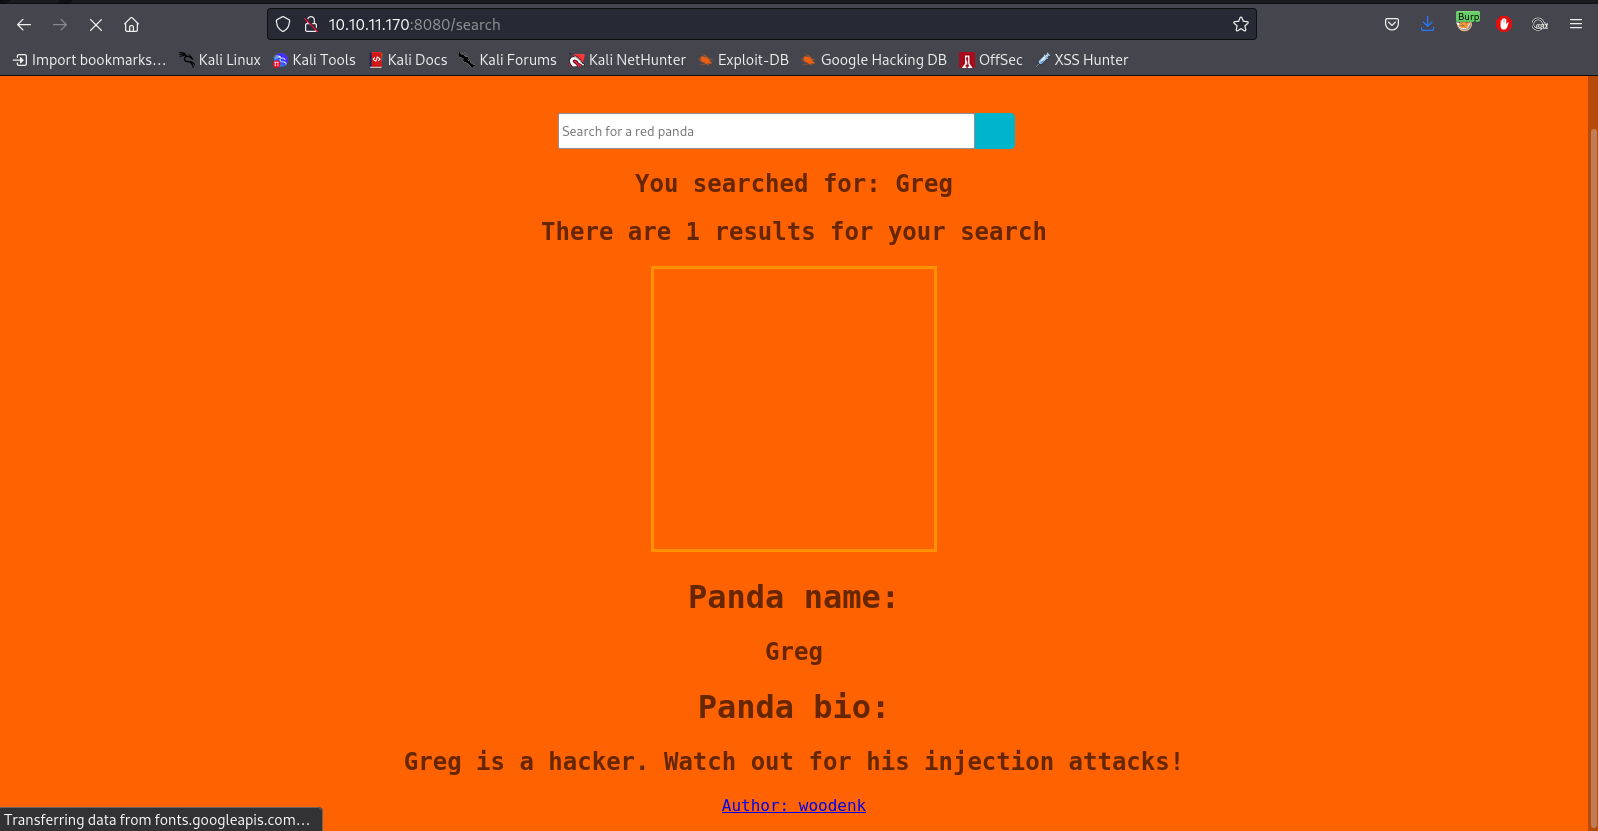 10.10.11.170:8080/search
Burp
Import bookmarks... Kali Linux Kali Tools Kali Docs Kali Forums Kali NetHunter Exploit-DB Google Hacking DB OffSec XSS Hunter
Search for a red panda
You searched for: Greg
There are 1 results for your search
Panda name:
Greg
Panda bio:
Greg is a hacker. Watch out for his injection attacks!
Author: woodenk
Transferring data from fonts.googleapis.com...